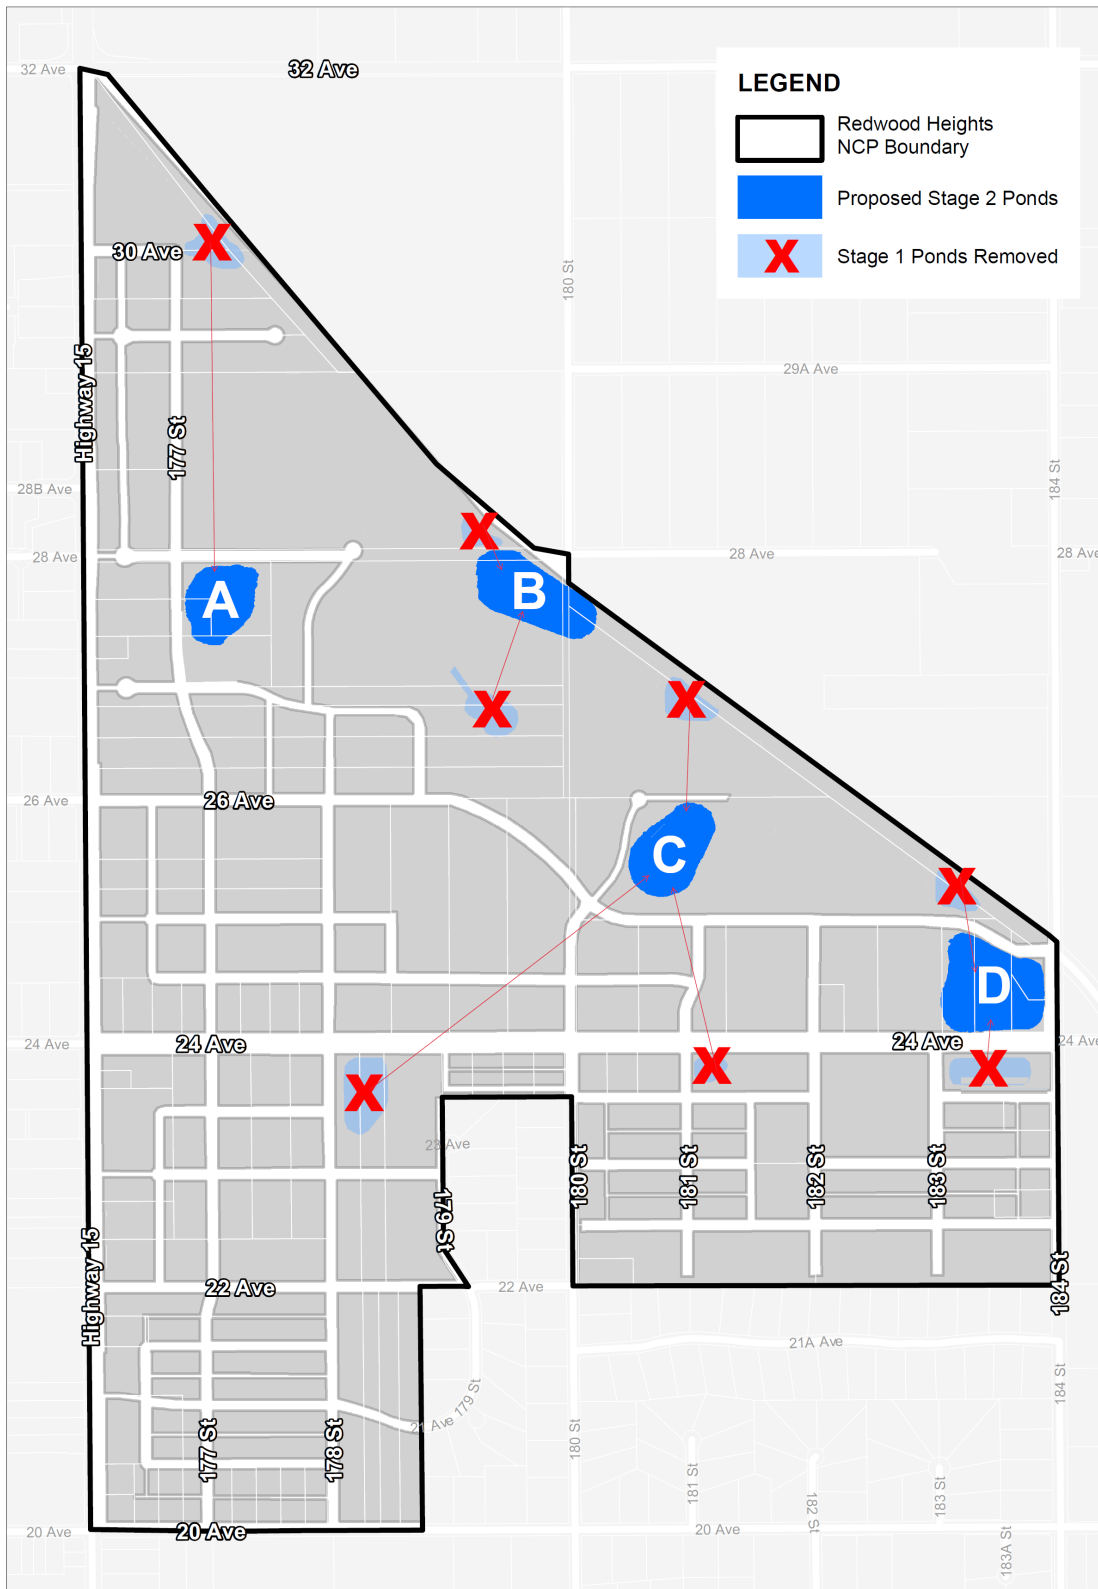 32 Ave
32 Ave
LEGEND
Redwood Heights
NCP Boundary
Proposed Stage 2 Ponds
X
Stage 1 Ponds Removed
X
30 Ave
180 St
29A Ave
Highway 15
177 St
184 St
28B Ave
X
28 Ave
28 Ave
28 Ave
A
B
X
X
26 Ave
26 Ave
C
X
D
24 Ave
24 Ave
24 Ave
24 Ave
X
X
X
23 Ave
179 St
180 St
181 St
182 St
183 St
Highway 15
22 Ave
22 Ave
184 St
21A Ave
179 St
21 Ave
184 St
177 St
178 St
180 St
181 St
182 St
183 St
20 Ave
20 Ave
20 Ave
183A St